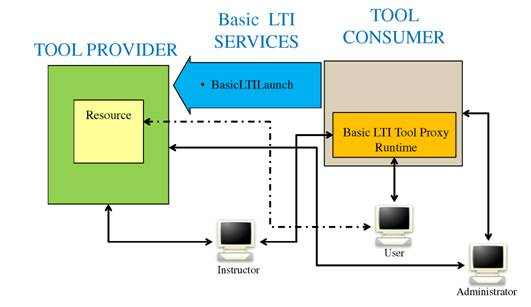 TOOL PROVIDER
Basic LTI
SERVICES
TOOL
CONSUMER
• BasicLTILaunch
Resource
Basic LTI Tool Proxy
Runtime
Instructor
User
Administrator